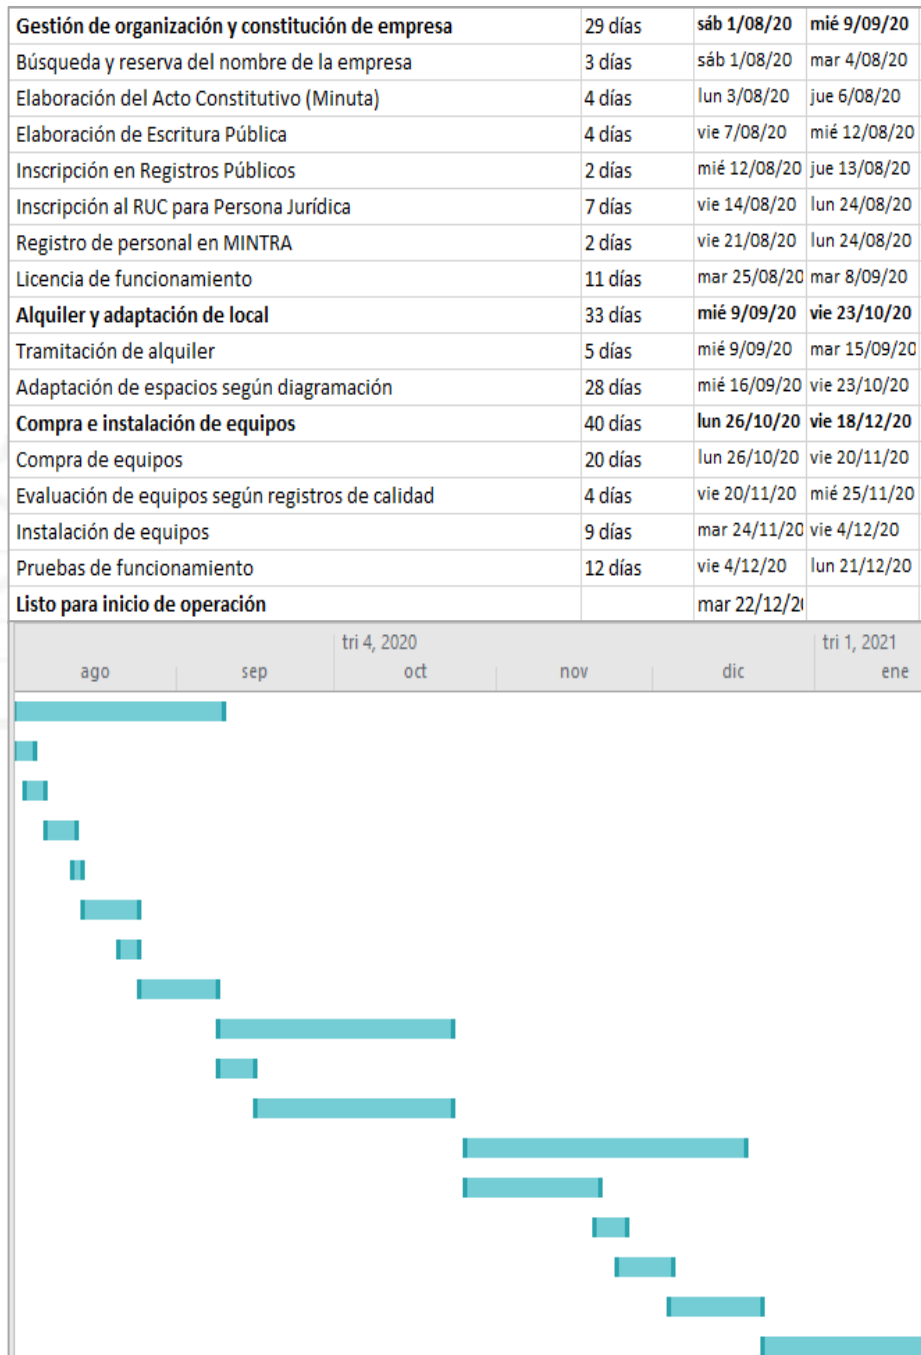 Gestión de organización y constitución de empresa 29 días sáb 1/08/20 mié 9/09/20
Búsqueda y reserva del nombre de la empresa 3 días sáb 1/08/20 mar 4/08/20
Elaboración del Acto Constitutivo (Minuta) 4 días lun 3/08/20 jue 6/08/20
Elaboración de Escritura Pública 4 días vie 7/08/20 mié 12/08/20
Inscripción en Registros Públicos 2 días mié 12/08/20 jue 13/08/20
Inscripción al RUC para Persona Jurídica 7 días vie 14/08/20 lun 24/08/20
Registro de personal en MINTRA 2 días vie 21/08/20 lun 24/08/20
Licencia de funcionamiento 11 días mar 25/08/20 mar 8/09/20
Alquiler y adaptación de local 33 días mié 9/09/20 vie 23/10/20
Tramitación de alquiler 5 días mié 9/09/20 mar 15/09/20
Adaptación de espacios según diagramación 28 días mié 16/09/20 vie 23/10/20
Compra e instalación de equipos 40 días lun 26/10/20 vie 18/12/20
Compra de equipos 20 días lun 26/10/20 vie 20/11/20
Evaluación de equipos según registros de calidad 4 días vie 20/11/20 mié 25/11/20
Instalación de equipos 9 días mar 24/11/20 vie 4/12/20
Pruebas de funcionamiento 12 días vie 4/12/20 lun 21/12/20
Listo para inicio de operación mar 22/12/20
tri 4, 2020 tri 1, 2021
ago sep oct nov dic ene